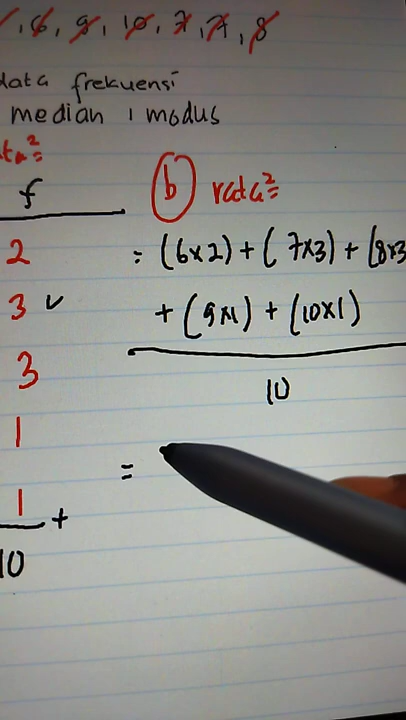 , 6, 9, 10, 7, 7, 8
data frekuensi
median , modus
ta²=
f
b rata²=
2 = (6x2) + (7x3) + (8x3
3 ✓ + (9x1) + (10x1)
3 10
1
=
1 +
10